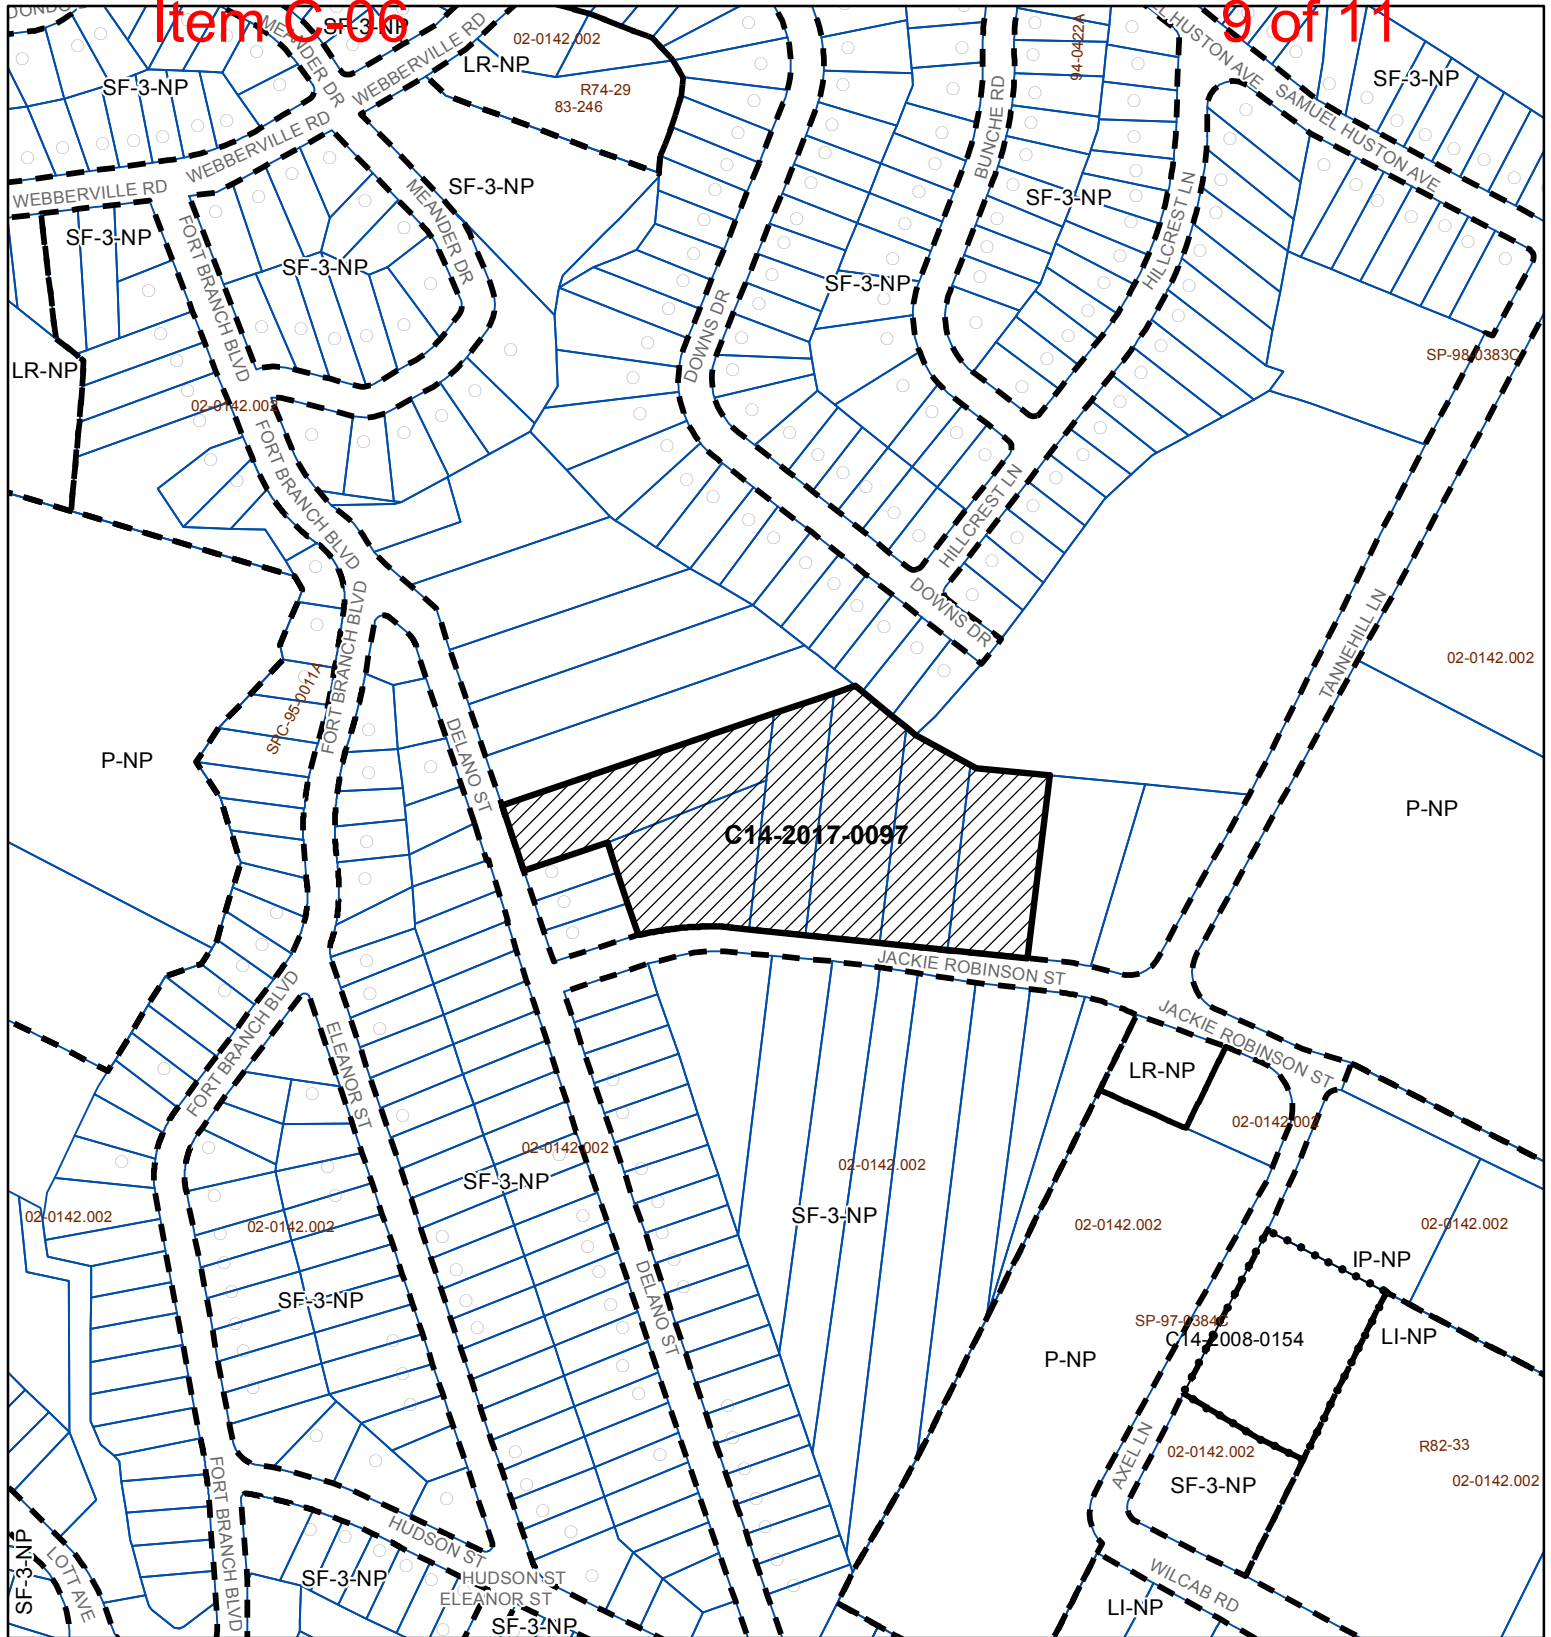 Item C-06
9 of 11
SF-3-NP
WEBBERVILLE RD
MEANDER DR
02-0142.002
LR-NP
R74-29
83-246
94-0422A
SAMUEL HUSTON AVE
SF-3-NP
SF-3-NP
WEBBERVILLE RD
WEBBERVILLE RD
BUNCHE RD
SAMUEL HUSTON AVE
SF-3-NP
SF-3-NP
MEANDER DR
SF-3-NP
HILLCREST LN
FORT BRANCH BLVD
SF-3-NP
SF-3-NP
DOWNS DR
SP-98-0383C
LR-NP
02-0142.002
FORT BRANCH BLVD
HILLCREST LN
DOWNS DR
TANNEHILL LN
02-0142.002
FORT BRANCH BLVD
SPC-95-0011A
P-NP
DELANO ST
P-NP
C14-2017-0097
JACKIE ROBINSON ST
JACKIE ROBINSON ST
FORT BRANCH BLVD
ELEANOR ST
LR-NP
02-0142.002
02-0142.002
02-0142.002
SF-3-NP
SF-3-NP
02-0142.002
02-0142.002
02-0142.002
02-0142.002
IP-NP
DELANO ST
SF-3-NP
SP-97-0384C
C14-2008-0154
LI-NP
P-NP
AXEL LN
02-0142.002
R82-33
02-0142.002
SF-3-NP
FORT BRANCH BLVD
HUDSON ST
SF-3-NP
LOTT AVE
SF-3-NP
HUDSON ST
ELEANOR ST
SF-3-NP
WILCAB RD
LI-NP